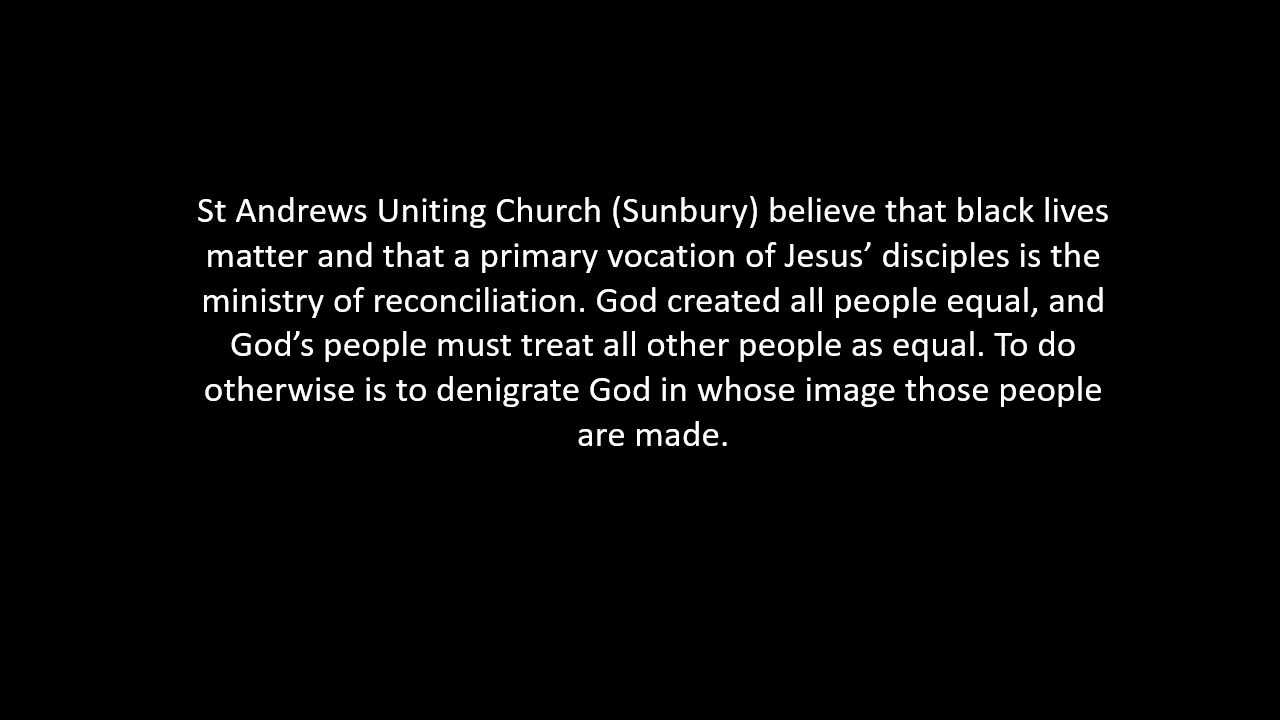 St Andrews Uniting Church (Sunbury) believe that black lives
matter and that a primary vocation of Jesus’ disciples is the
ministry of reconciliation. God created all people equal, and
God’s people must treat all other people as equal. To do
otherwise is to denigrate God in whose image those people
are made.